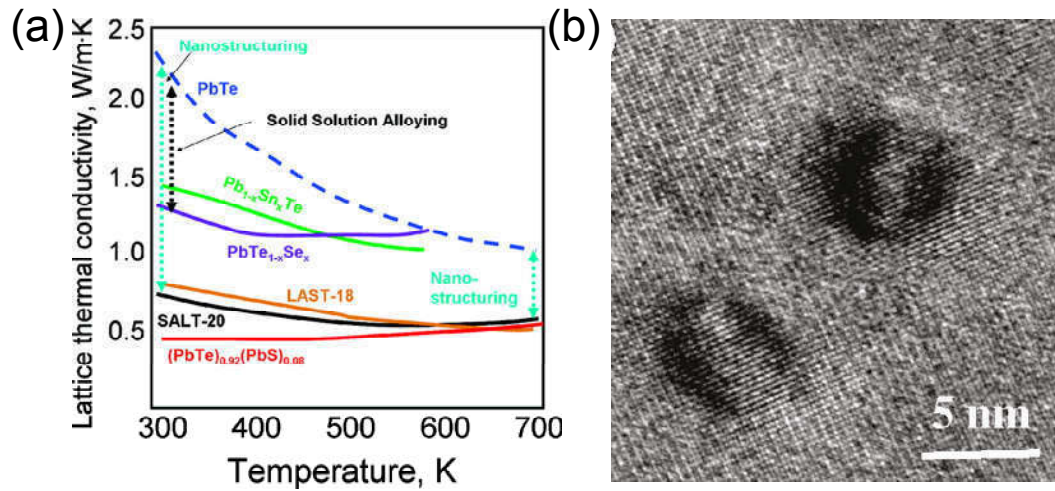 (a)
2.5
2.0
1.5
1.0
0.5
Lattice thermal conductivity, W/m·K
Nanostructuring
PbTe
Solid Solution Alloying
Pb1-xSnxTe
PbTe1-xSex
Nano-
structuring
LAST-18
SALT-20
(PbTe)0.92(PbS)0.08
300 400 500 600 700
Temperature, K
(b)
5 nm